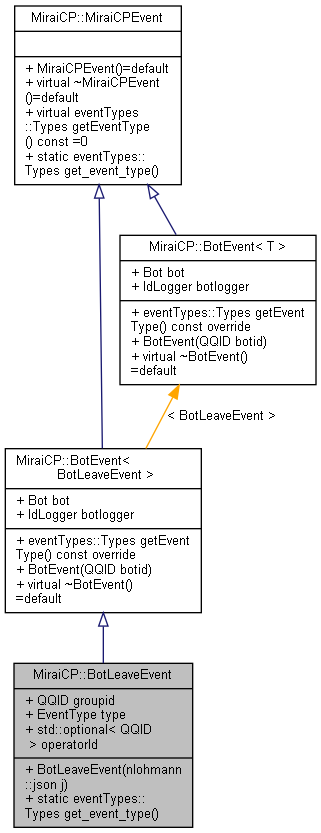 MiraiCP::MiraiCPEvent
+ MiraiCPEvent()=default
+ virtual ~MiraiCPEvent
()=default
+ virtual eventTypes
::Types getEventType
() const =0
+ static eventTypes::
Types get_event_type()
MiraiCP::BotEvent< T >
+ Bot bot
+ IdLogger botlogger
+ eventTypes::Types getEvent
Type() const override
+ BotEvent(QQID botid)
+ virtual ~BotEvent()
=default
< BotLeaveEvent >
MiraiCP::BotEvent<
BotLeaveEvent >
+ Bot bot
+ IdLogger botlogger
+ eventTypes::Types getEvent
Type() const override
+ BotEvent(QQID botid)
+ virtual ~BotEvent()
=default
MiraiCP::BotLeaveEvent
+ QQID groupid
+ EventType type
+ std::optional< QQID
> operatorId
+ BotLeaveEvent(nlohmann
::json j)
+ static eventTypes::
Types get_event_type()